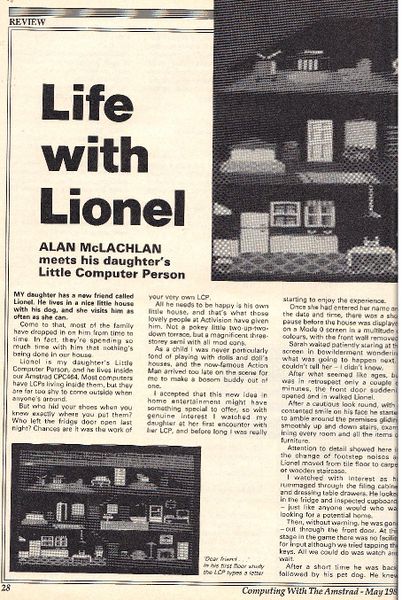 REVIEW
Life
with
Lionel
ALAN McLACHLAN
meets his daughter's
Little Computer Person
MY daughter has a new friend called
Lionel. He lives in a nice little house
with his dog, and she visits him as
often as she can.
Come to that, most of the family
have dropped in on him from time to
time. In fact, they're spending so
much time with him that nothing's
being done in our house.
Lionel is my daughter's Little
Computer Person, and he lives inside
our Amstrad CPC464. Most computers
have LCPs living inside them, but they
are far too shy to come outside when
anyone's around.
But who hid your shoes when you
knew exactly where you put them?
Who left the fridge door open last
night? Chances are it was the work of
your very own LCP.
All he needs to be happy is his own
little house, and that's what those
lovely people at Activision have given
him. Not a pokey little two-up-two-
down terrace, but a magnificent three-
storey semi with all mod cons.
As a child I was never particularly
fond of playing with dolls and doll's
houses, and the now-famous Action
Man arrived too late on the scene for
me to make a bosom buddy out of
one.
I accepted that this new idea in
home entertainment might have
something special to offer, so with
genuine interest I watched my
daughter at her first encounter with
her LCP, and before long I was really
'Dear friend...'
in his first floor study
the LCP types a letter
starting to enjoy the experience.
Once she had entered her name an
the date and time, there won a sho
pause before the house was display
on a Mode 0 screen in a multitude
colours, with the front wall removed
Sarah waited patiently staring at t
screen in bewilderment wondering
what was going to happen next.
couldn't tell her – I didn't know.
After what seemed like ages, bu
was in retrospect only a couple
minutes, the front door sudden
opened and in walked Lionel.
After a cautious look round, with
contented smile on his face he starte
to amble around the premises glidin
smoothly up and down stairs, exam
ining every room and all the items o
furniture.
Attention to detail showed here i
the change of footstep noises a
Lionel moved from tile floor to carpe
or wooden staircase.
I watched with interest as h
rummaged through the filing cabine
and dressing table drawers. He looke
in the fridge and inspected cupboard
– just like anyone would who wa
looking for a potential home.
Then, without warning, he was gon
– out through the front door. At th
stage in the game there was no facilit
for input although we tried tapping th
keys. All we could do was watch an
wait.
After a short time he was back
followed by his pet dog. He knew
28
Computing With The Amstrad – May 198